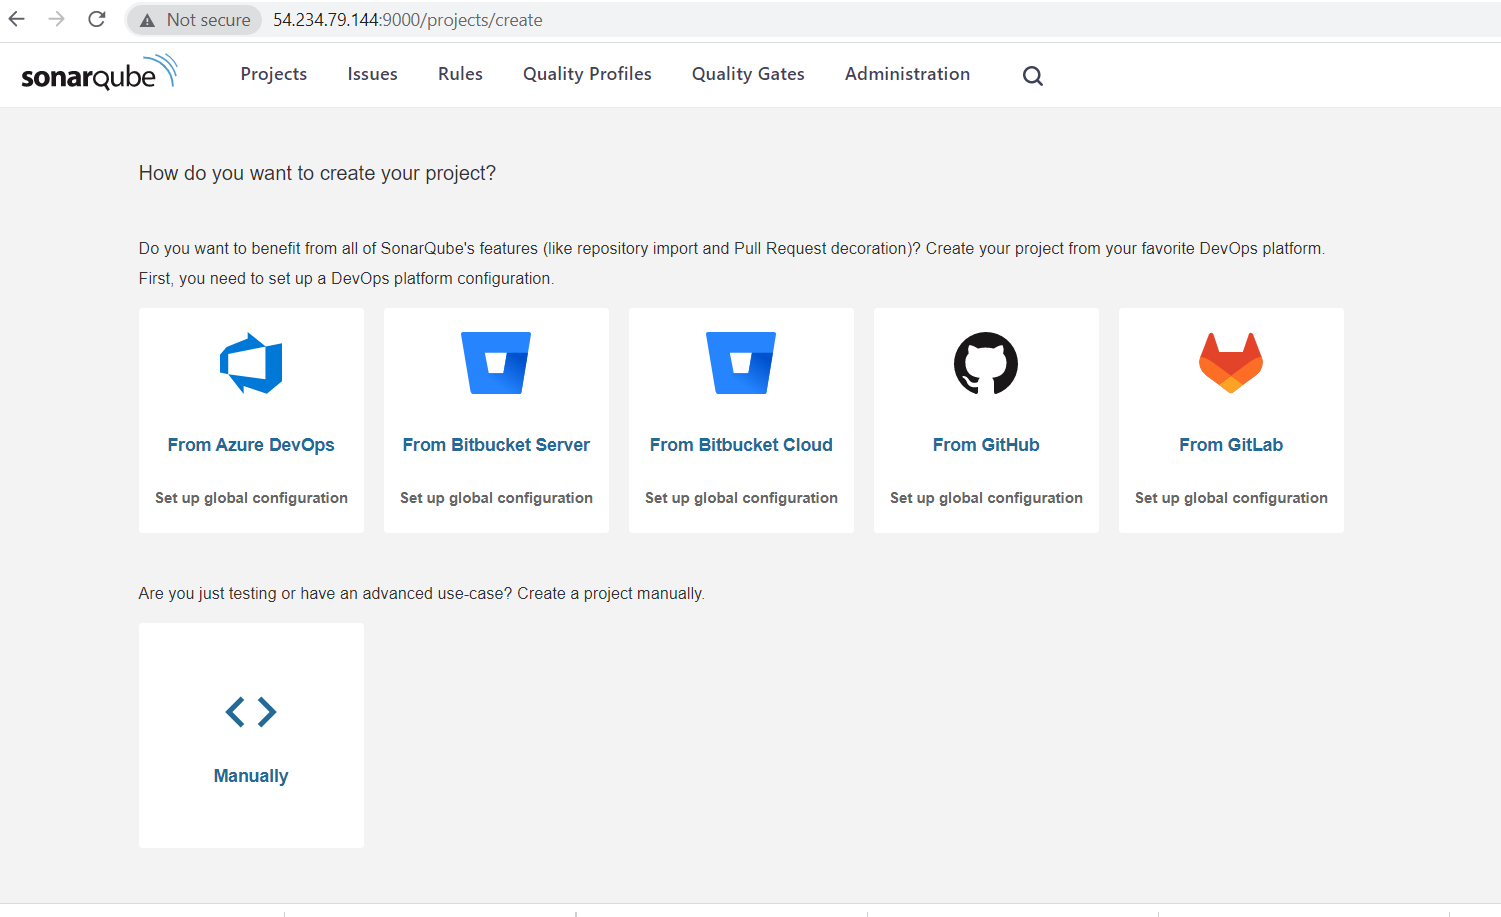 Not secure 54.234.79.144:9000/projects/create
sonarqube Projects Issues Rules Quality Profiles Quality Gates Administration
How do you want to create your project?
Do you want to benefit from all of SonarQube's features (like repository import and Pull Request decoration)? Create your project from your favorite DevOps platform.
First, you need to set up a DevOps platform configuration.
From Azure DevOps From Bitbucket Server From Bitbucket Cloud From GitHub From GitLab
Set up global configuration Set up global configuration Set up global configuration Set up global configuration Set up global configuration
Are you just testing or have an advanced use-case? Create a project manually.
Manually